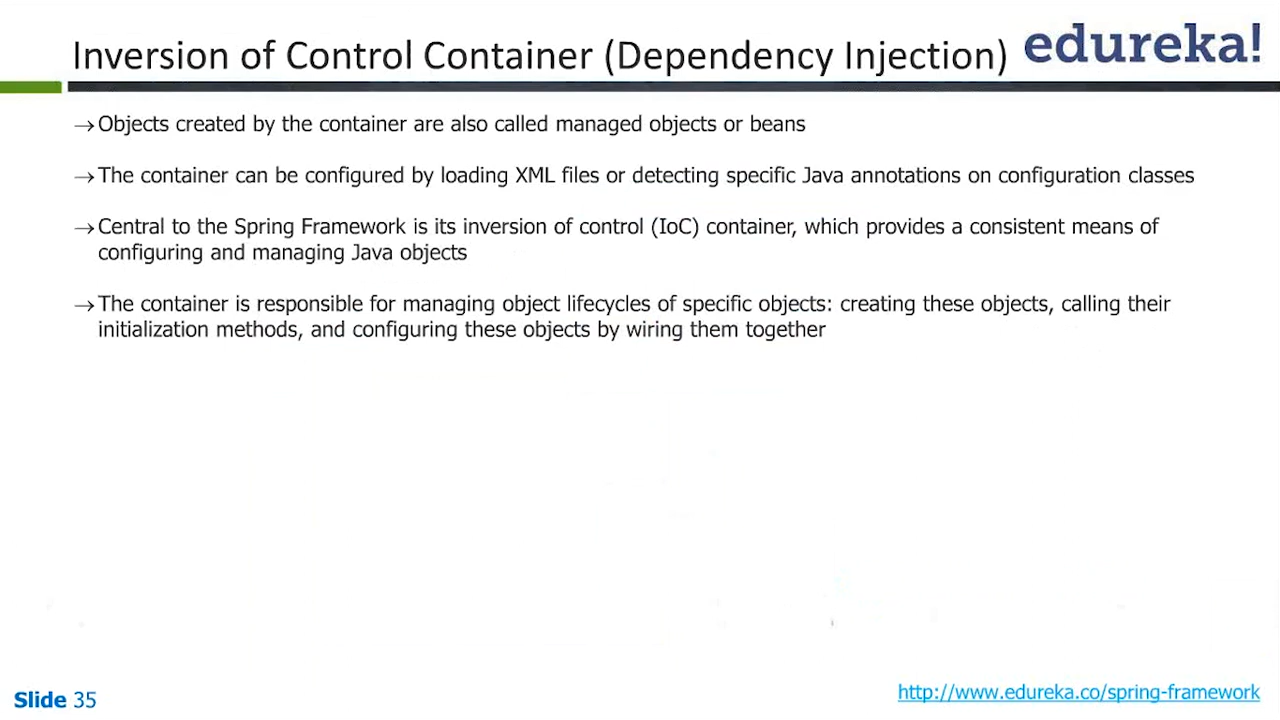 Inversion of Control Container (Dependency Injection)
edureka!
→Objects created by the container are also called managed objects or beans
→The container can be configured by loading XML files or detecting specific Java annotations on configuration classes
→Central to the Spring Framework is its inversion of control (IoC) container, which provides a consistent means of
configuring and managing Java objects
→The container is responsible for managing object lifecycles of specific objects: creating these objects, calling their
initialization methods, and configuring these objects by wiring them together
Slide 35
http://www.edureka.co/spring-framework